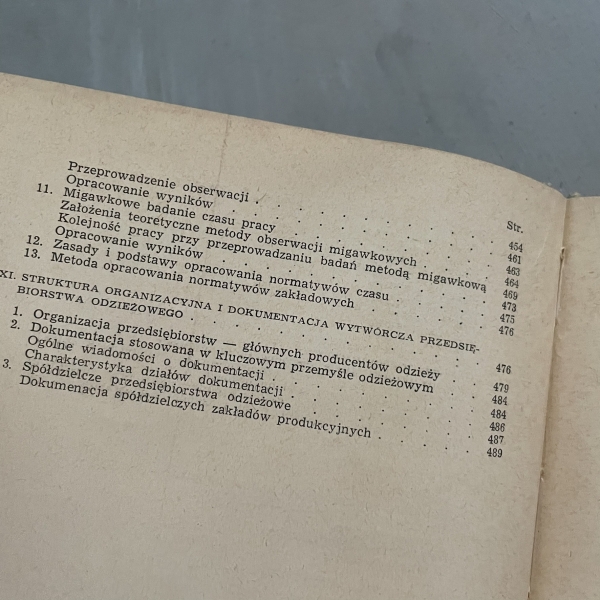 Str.
Przeprowadzenie obserwacji . . . . . . . . 454
Opracowanie wyników . . . . . . . . 461
11. Migawkowe badanie czasu pracy . . . . . . 463
Założenia teoretyczne metody obserwacji migawkowych . . 464
Kolejność pracy przy przeprowadzaniu badań metodą migawkową 469
Opracowanie wyników . . . . . . . . 473
12. Zasady i podstawy opracowania normatywów czasu . . . 475
13. Metoda opracowania normatywów zakładowych . . . . 476
XI. STRUKTURA ORGANIZACYJNA I DOKUMENTACJA WYTWÓRCZA PRZEDSIĘ-
BIORSTWA ODZIEŻOWEGO . . . . . . . . 476
1. Organizacja przedsiębiorstw — głównych producentów odzieży . . 479
2. Dokumentacja stosowana w kluczowym przemyśle odzieżowym . . 484
Ogólne wiadomości o dokumentacji . . . . . . 484
Charakterystyka działów dokumentacji . . . . . . 486
3. Spółdzielcze przedsiębiorstwa odzieżowe . . . . . . 487
Dokumenacja spółdzielczych zakładów produkcyjnych . . . . 489